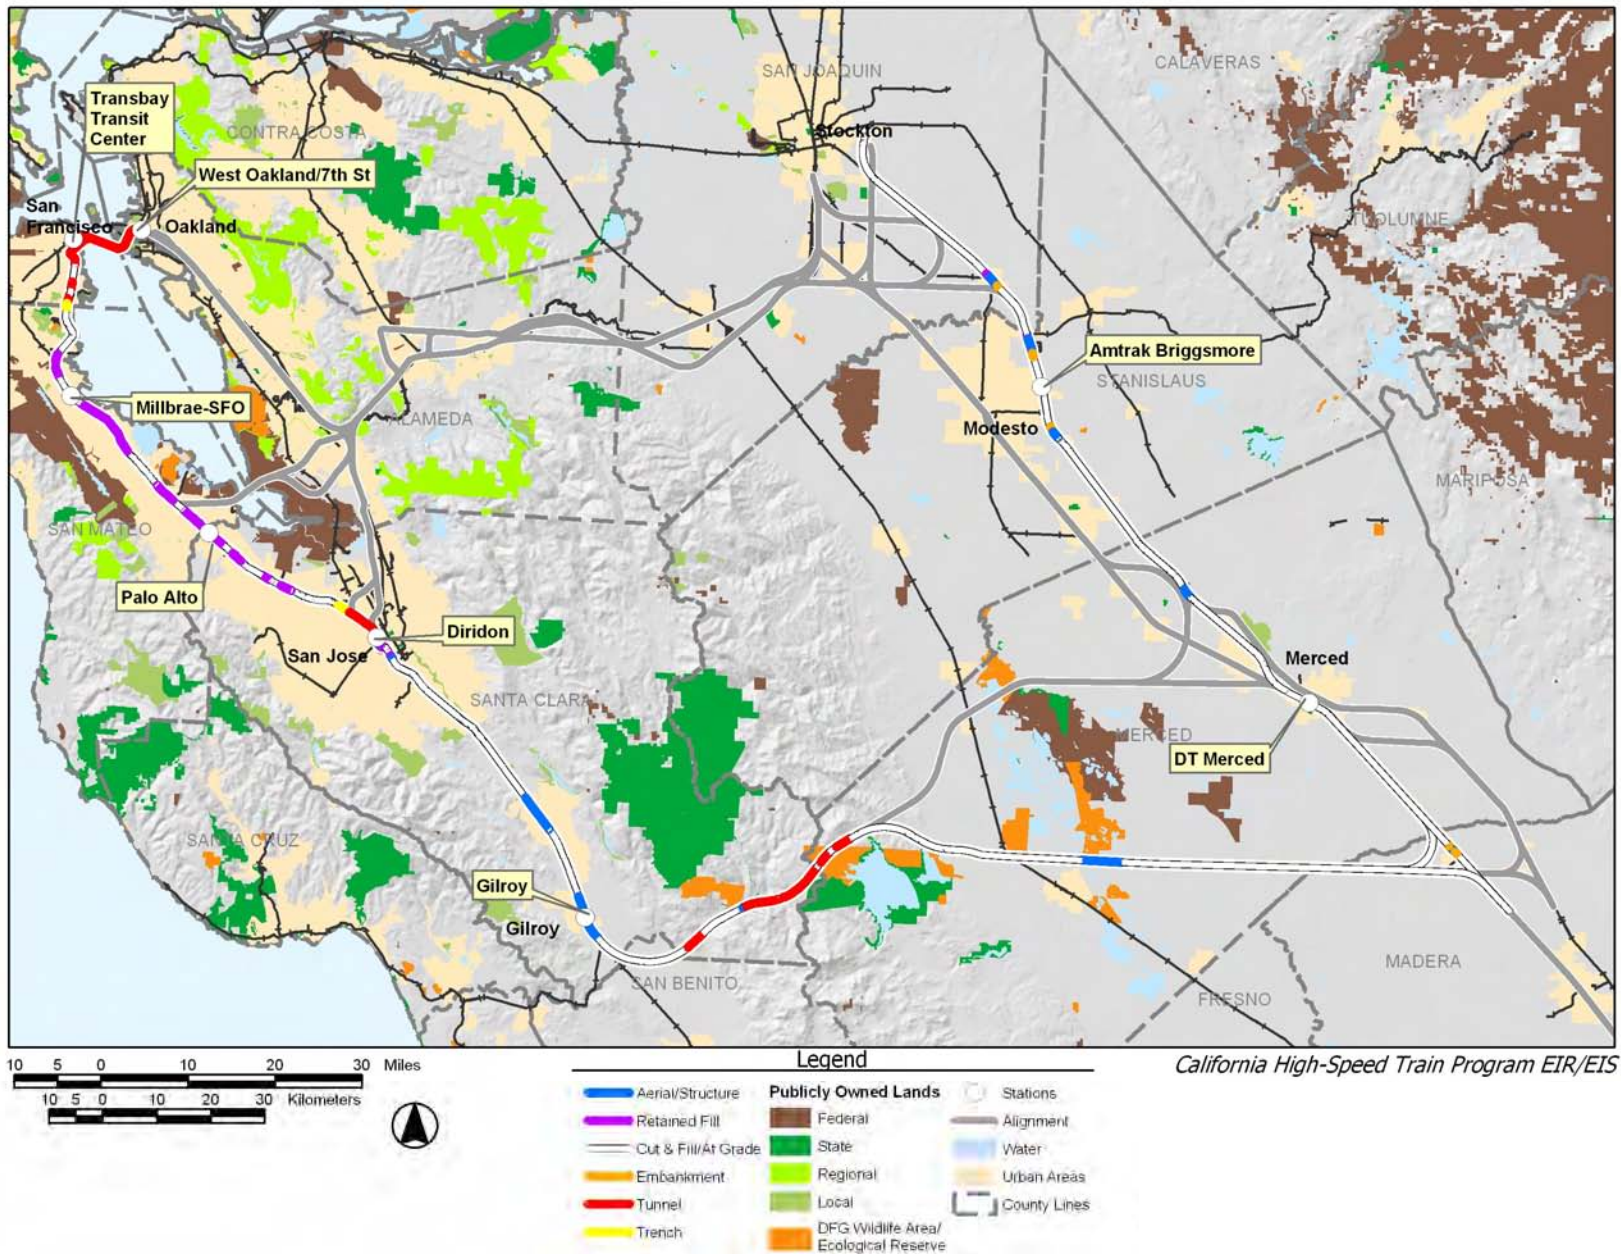 CALAVERAS
SAN JOAQUIN
Transbay
Transit
Center
CONTRA COSTA
Stockton
West Oakland/7th St
San
Francisco
Oakland
TUOLUMNE
Amtrak Briggsmore
STANISLAUS
Millbrae-SFO
ALAMEDA
Modesto
MARIPOSA
SAN MATEO
Palo Alto
Diridon
San Jose
Merced
SANTA CLARA
MERCED
DT Merced
SANTA CRUZ
Gilroy
Gilroy
MADERA
SAN BENITO
FRESNO
10 5 0 10 20 30 Miles
10 5 0 10 20 30 Kilometers
Legend
California High-Speed Train Program EIR/EIS
Aerial/Structure
Retained Fill
Cut & Fill/At Grade
Embankment
Tunnel
Trench
Publicly Owned Lands
Federal
State
Regional
Local
DFG Wildlife Area/
Ecological Reserve
Stations
Alignment
Water
Urban Areas
County Lines